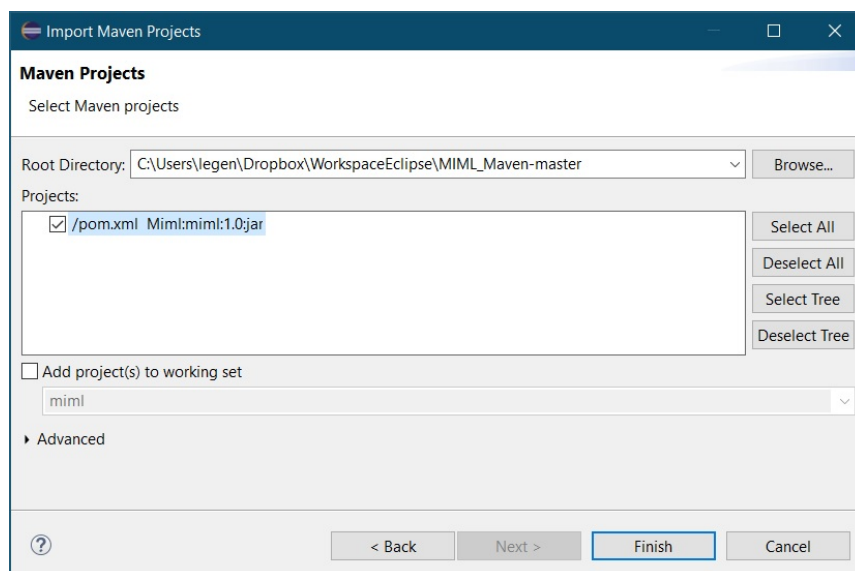 Import Maven Projects
Maven Projects
Select Maven projects
Root Directory: C:\Users\legen\Dropbox\WorkspaceEclipse\MIML_Maven-master Browse...
Projects:
/pom.xml Miml:miml:1.0:jar
Select All
Deselect All
Select Tree
Deselect Tree
Add project(s) to working set
miml
Advanced
? < Back Next > Finish Cancel